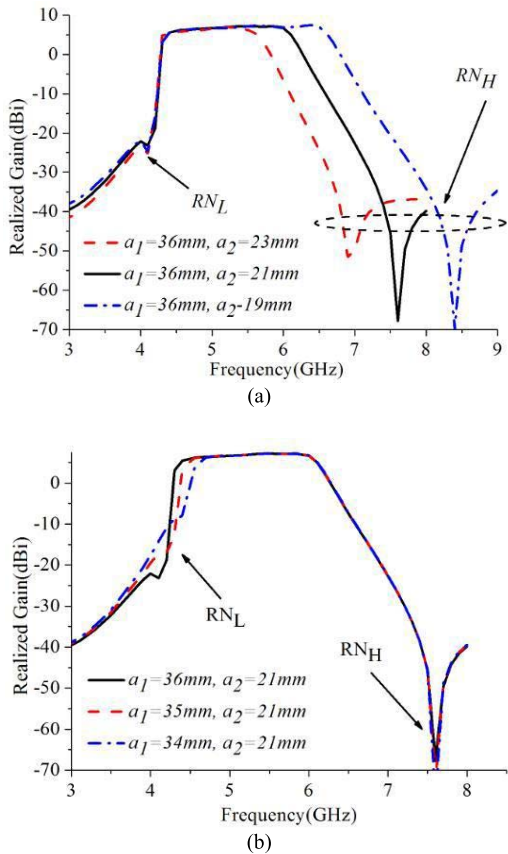 10
0
-10
-20
-30
-40
-50
-60
-70
Realized Gain(dBi)
RN_H
RN_L
a_1=36mm, a_2=23mm
a_1=36mm, a_2=21mm
a_1=36mm, a_2-19mm
3 4 5 6 7 8 9
Frequency(GHz)
(a)
0
-10
-20
-30
-40
-50
-60
-70
Realized Gain(dBi)
RN_L
RN_H
a_1=36mm, a_2=21mm
a_1=35mm, a_2=21mm
a_1=34mm, a_2=21mm
3 4 5 6 7 8
Frequency(GHz)
(b)